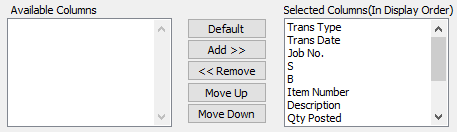 Available Columns
Selected Columns(In Display Order)
Default
Add >>
<< Remove
Move Up
Move Down
Trans Type
Trans Date
Job No.
S
B
Item Number
Description
Qty Posted